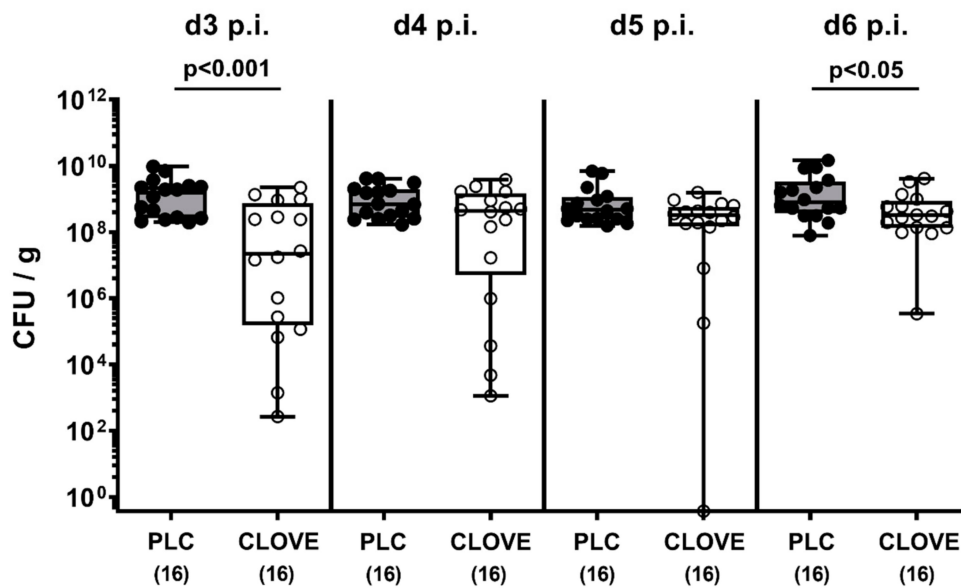 d3 p.i. d4 p.i. d5 p.i. d6 p.i.
p<0.001 p<0.05
CFU / g
10¹²
10¹⁰
10⁸
10⁶
10⁴
10²
10⁰
PLC CLOVE PLC CLOVE PLC CLOVE PLC CLOVE
(16) (16) (16) (16) (16) (16) (16) (16)